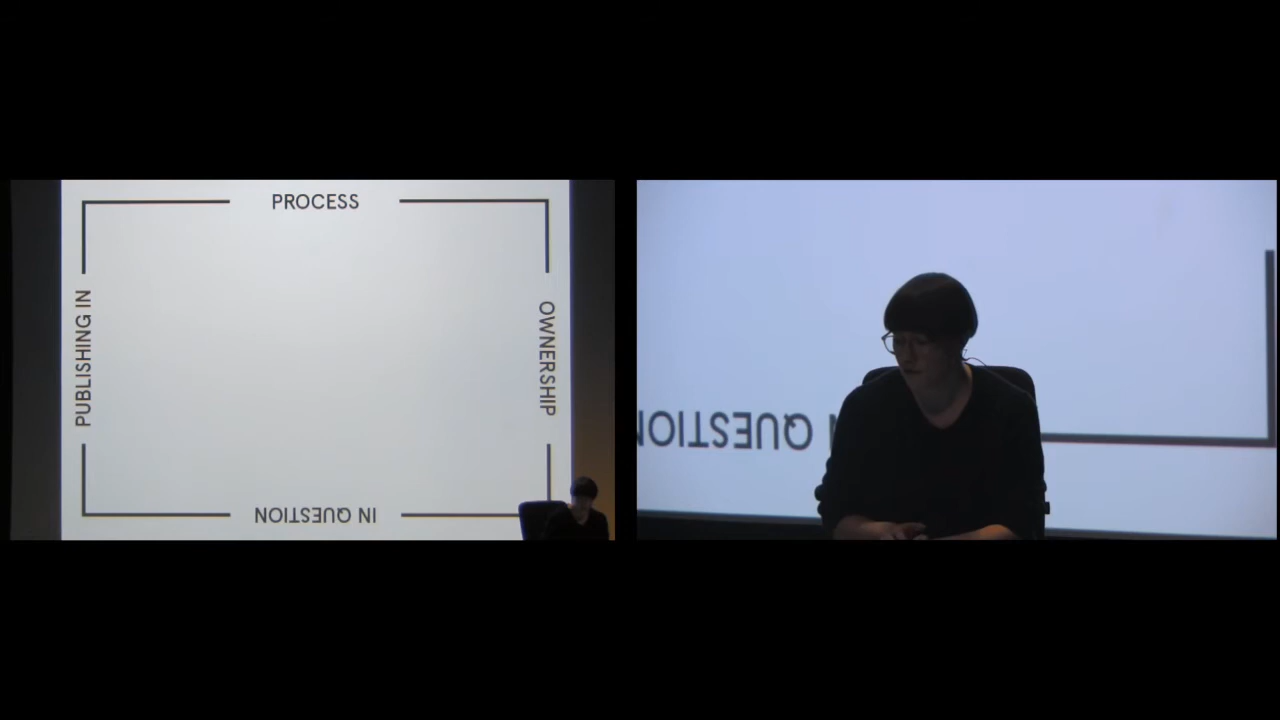 PUBLISHING IN
PROCESS
OWNERSHIP
IN QUESTION
QUESTION